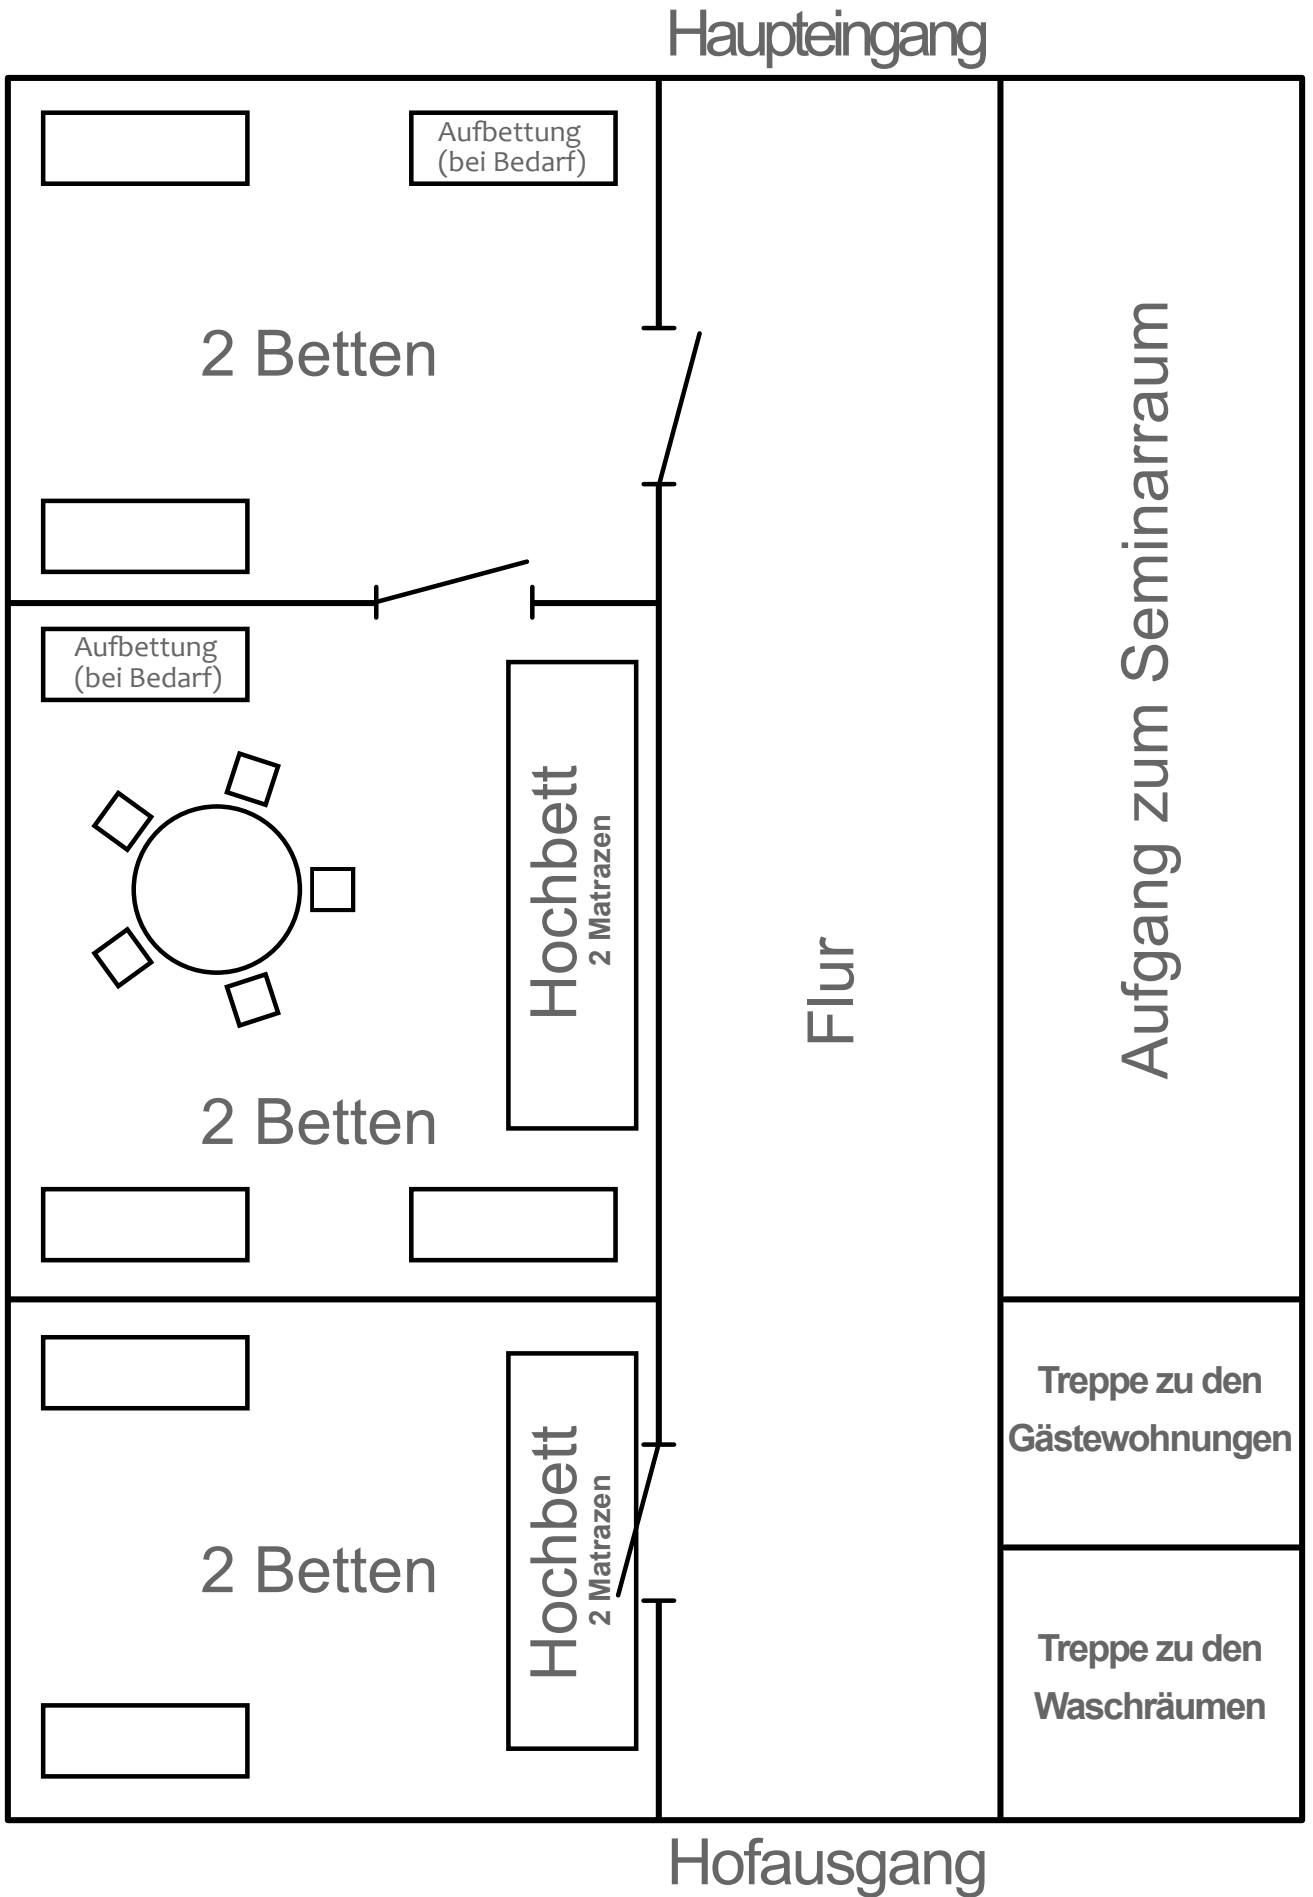 Haupteingang
Aufbettung
(bei Bedarf)
2 Betten
Aufbettung
(bei Bedarf)
Hochbett
2 Matrazen
2 Betten
Flur
Aufgang zum Seminarraum
2 Betten
Hochbett
2 Matrazen
Treppe zu den
Gästewohnungen
Treppe zu den
Waschräumen
Hofausgang